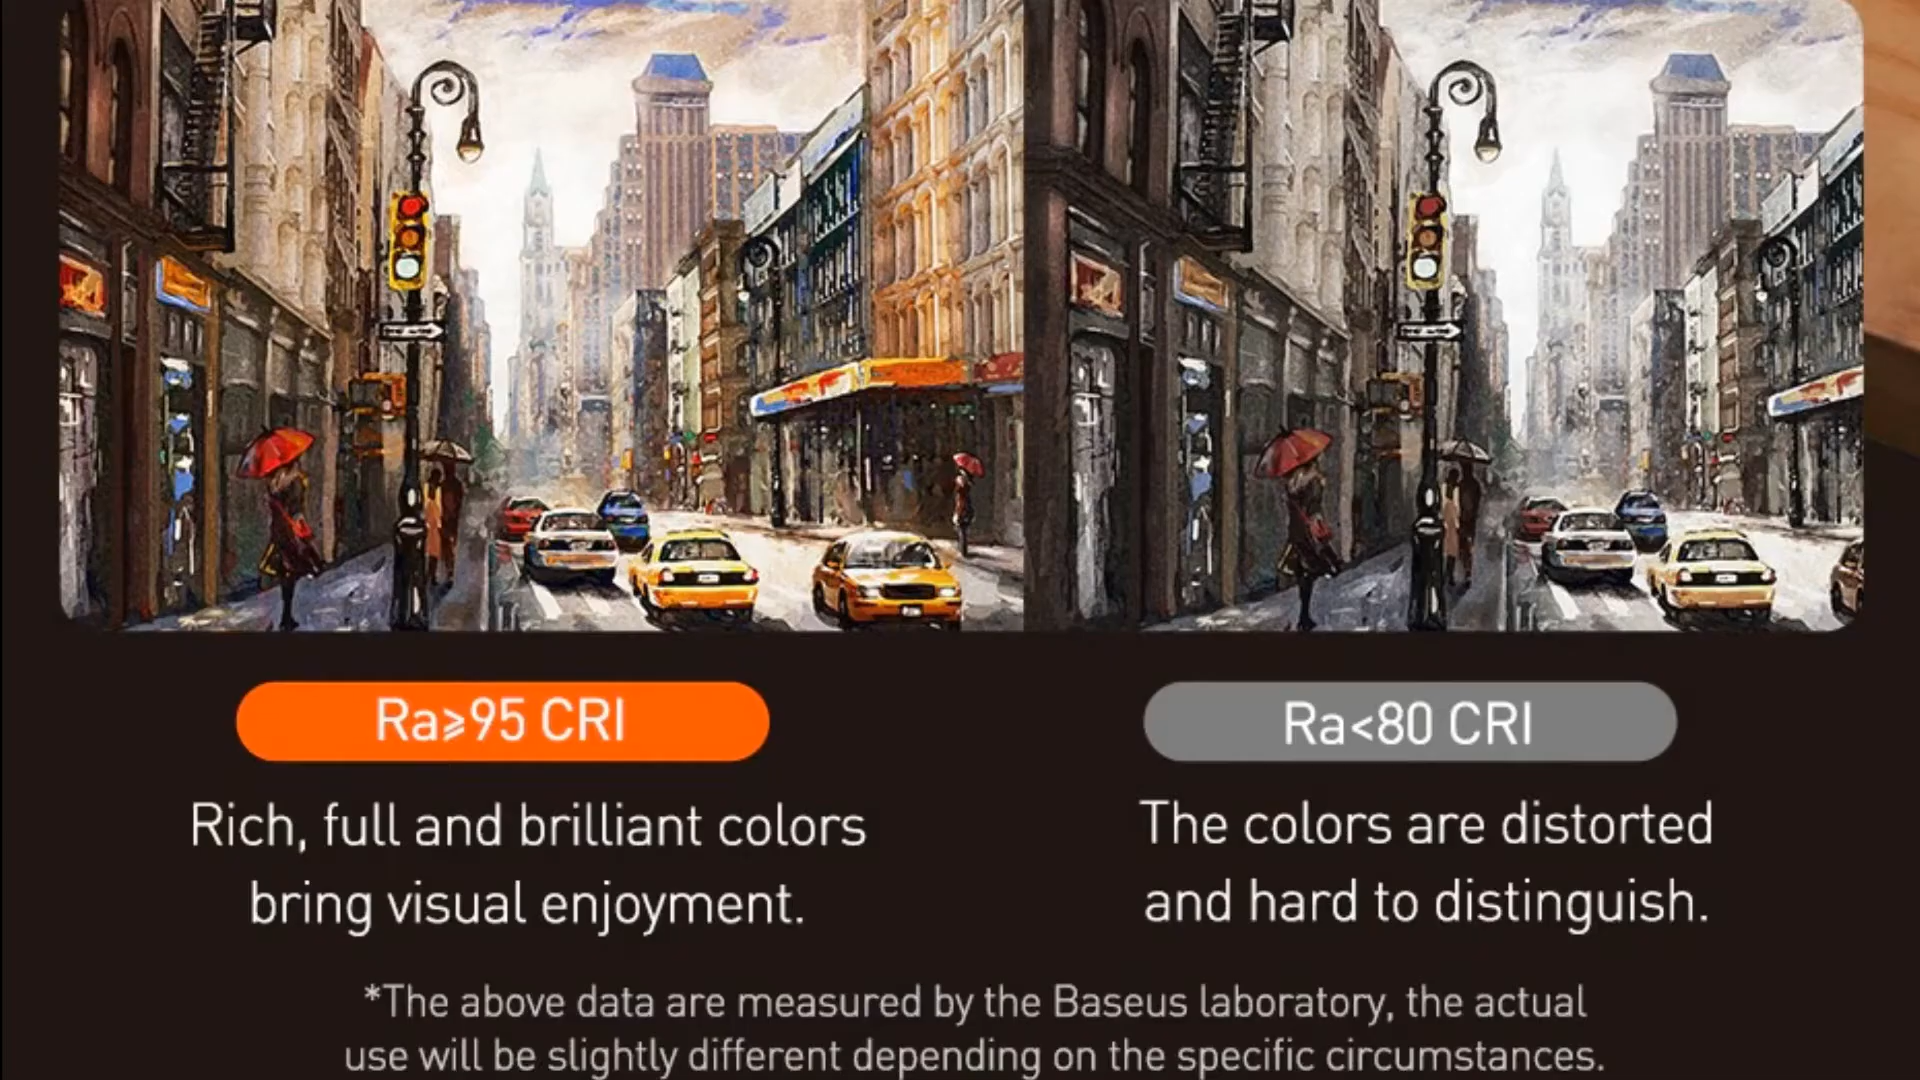 Ra≥95 CRI
Rich, full and brilliant colors
bring visual enjoyment.
Ra<80 CRI
The colors are distorted
and hard to distinguish.
*The above data are measured by the Baseus laboratory, the actual
use will be slightly different depending on the specific circumstances.